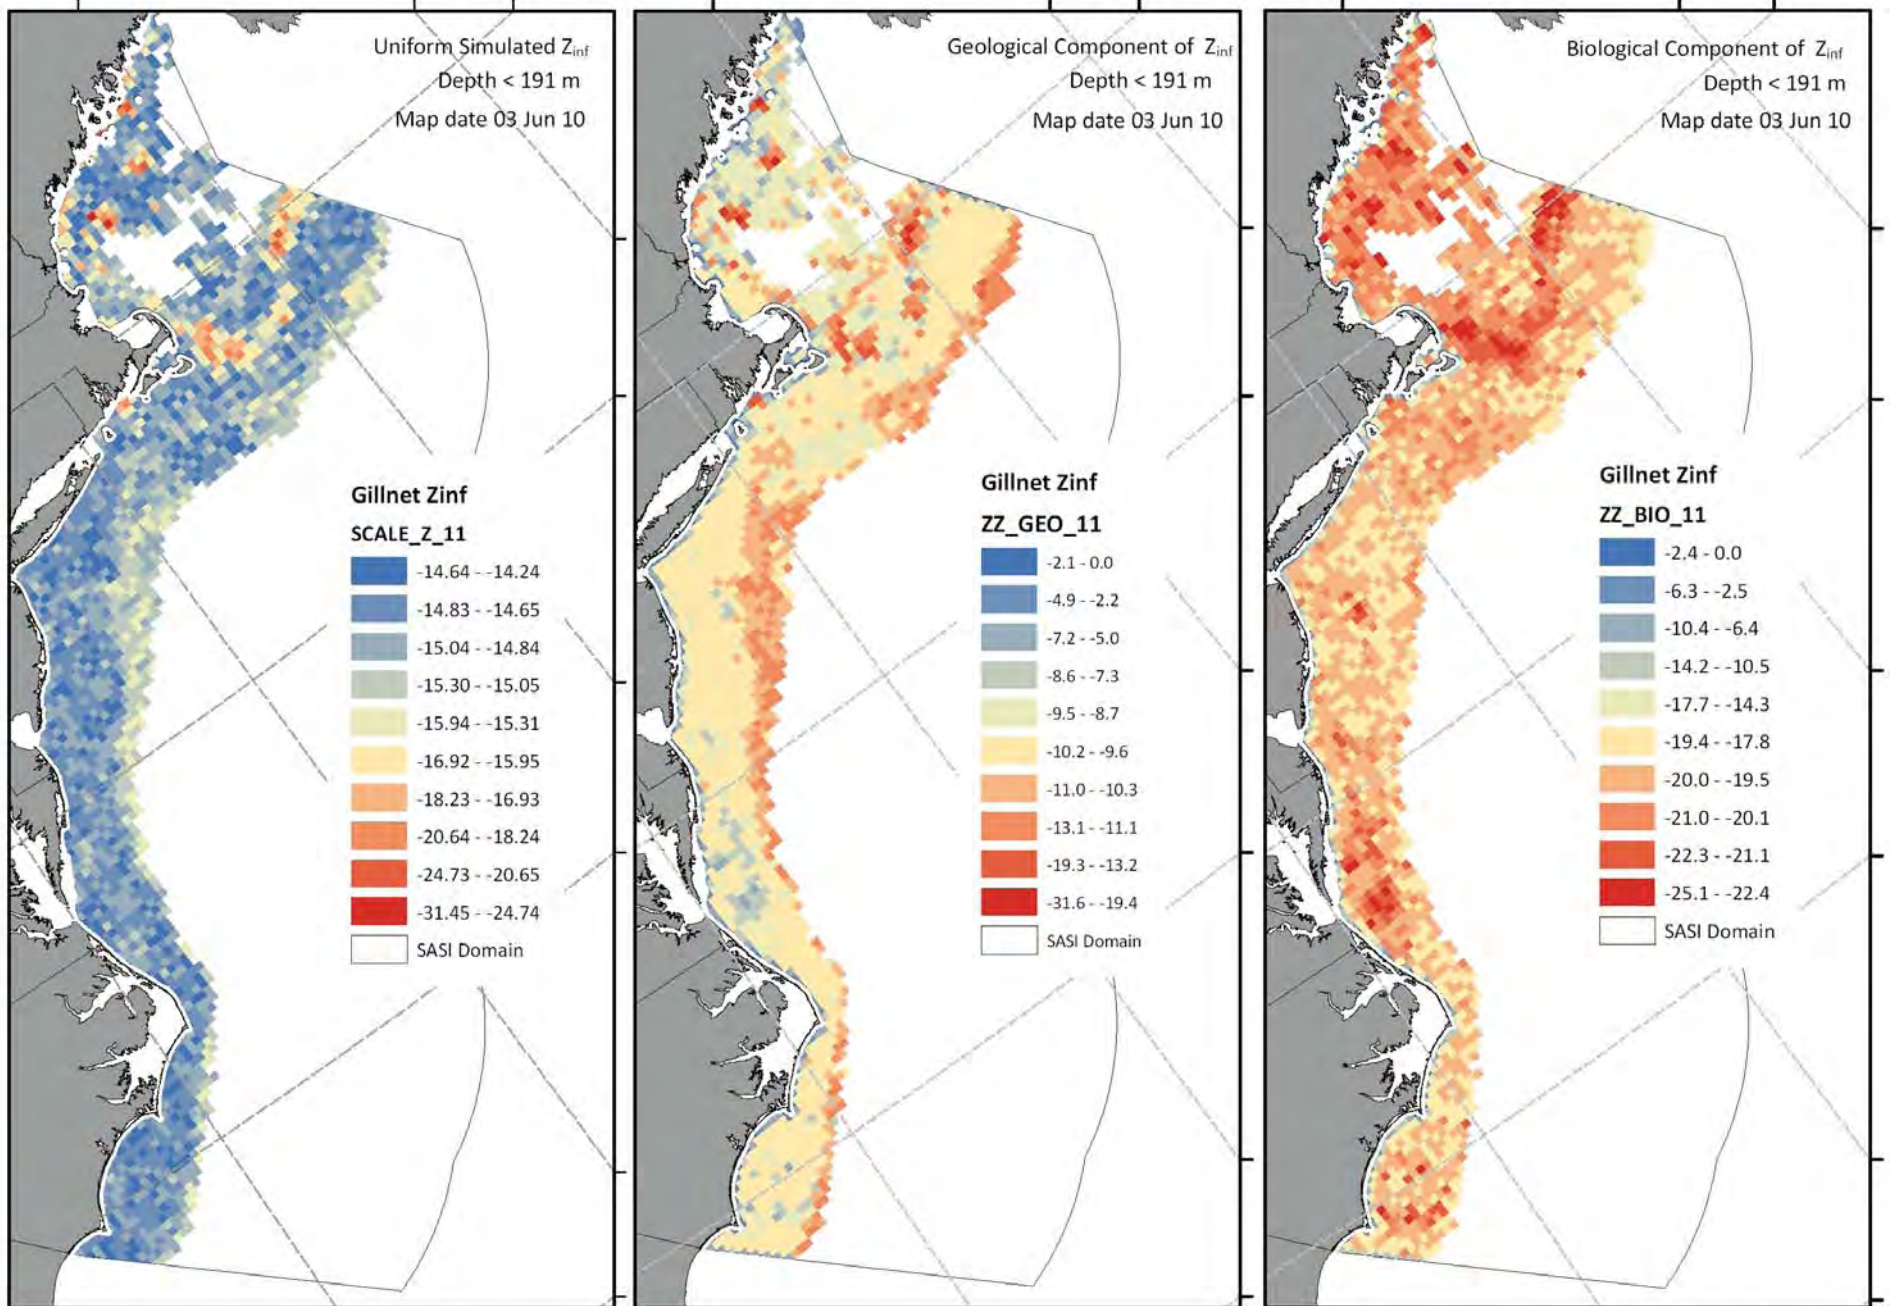 Uniform Simulated Zinf
Depth < 191 m
Map date 03 Jun 10
Gillnet Zinf
SCALE_Z_11
-14.64 - -14.24
-14.83 - -14.65
-15.04 - -14.84
-15.30 - -15.05
-15.94 - -15.31
-16.92 - -15.95
-18.23 - -16.93
-20.64 - -18.24
-24.73 - -20.65
-31.45 - -24.74
SASI Domain
Geological Component of Zinf
Depth < 191 m
Map date 03 Jun 10
Gillnet Zinf
ZZ_GEO_11
-2.1 - 0.0
-4.9 - -2.2
-7.2 - -5.0
-8.6 - -7.3
-9.5 - -8.7
-10.2 - -9.6
-11.0 - -10.3
-13.1 - -11.1
-19.3 - -13.2
-31.6 - -19.4
SASI Domain
Biological Component of Zinf
Depth < 191 m
Map date 03 Jun 10
Gillnet Zinf
ZZ_BIO_11
-2.4 - 0.0
-6.3 - -2.5
-10.4 - -6.4
-14.2 - -10.5
-17.7 - -14.3
-19.4 - -17.8
-20.0 - -19.5
-21.0 - -20.1
-22.3 - -21.1
-25.1 - -22.4
SASI Domain